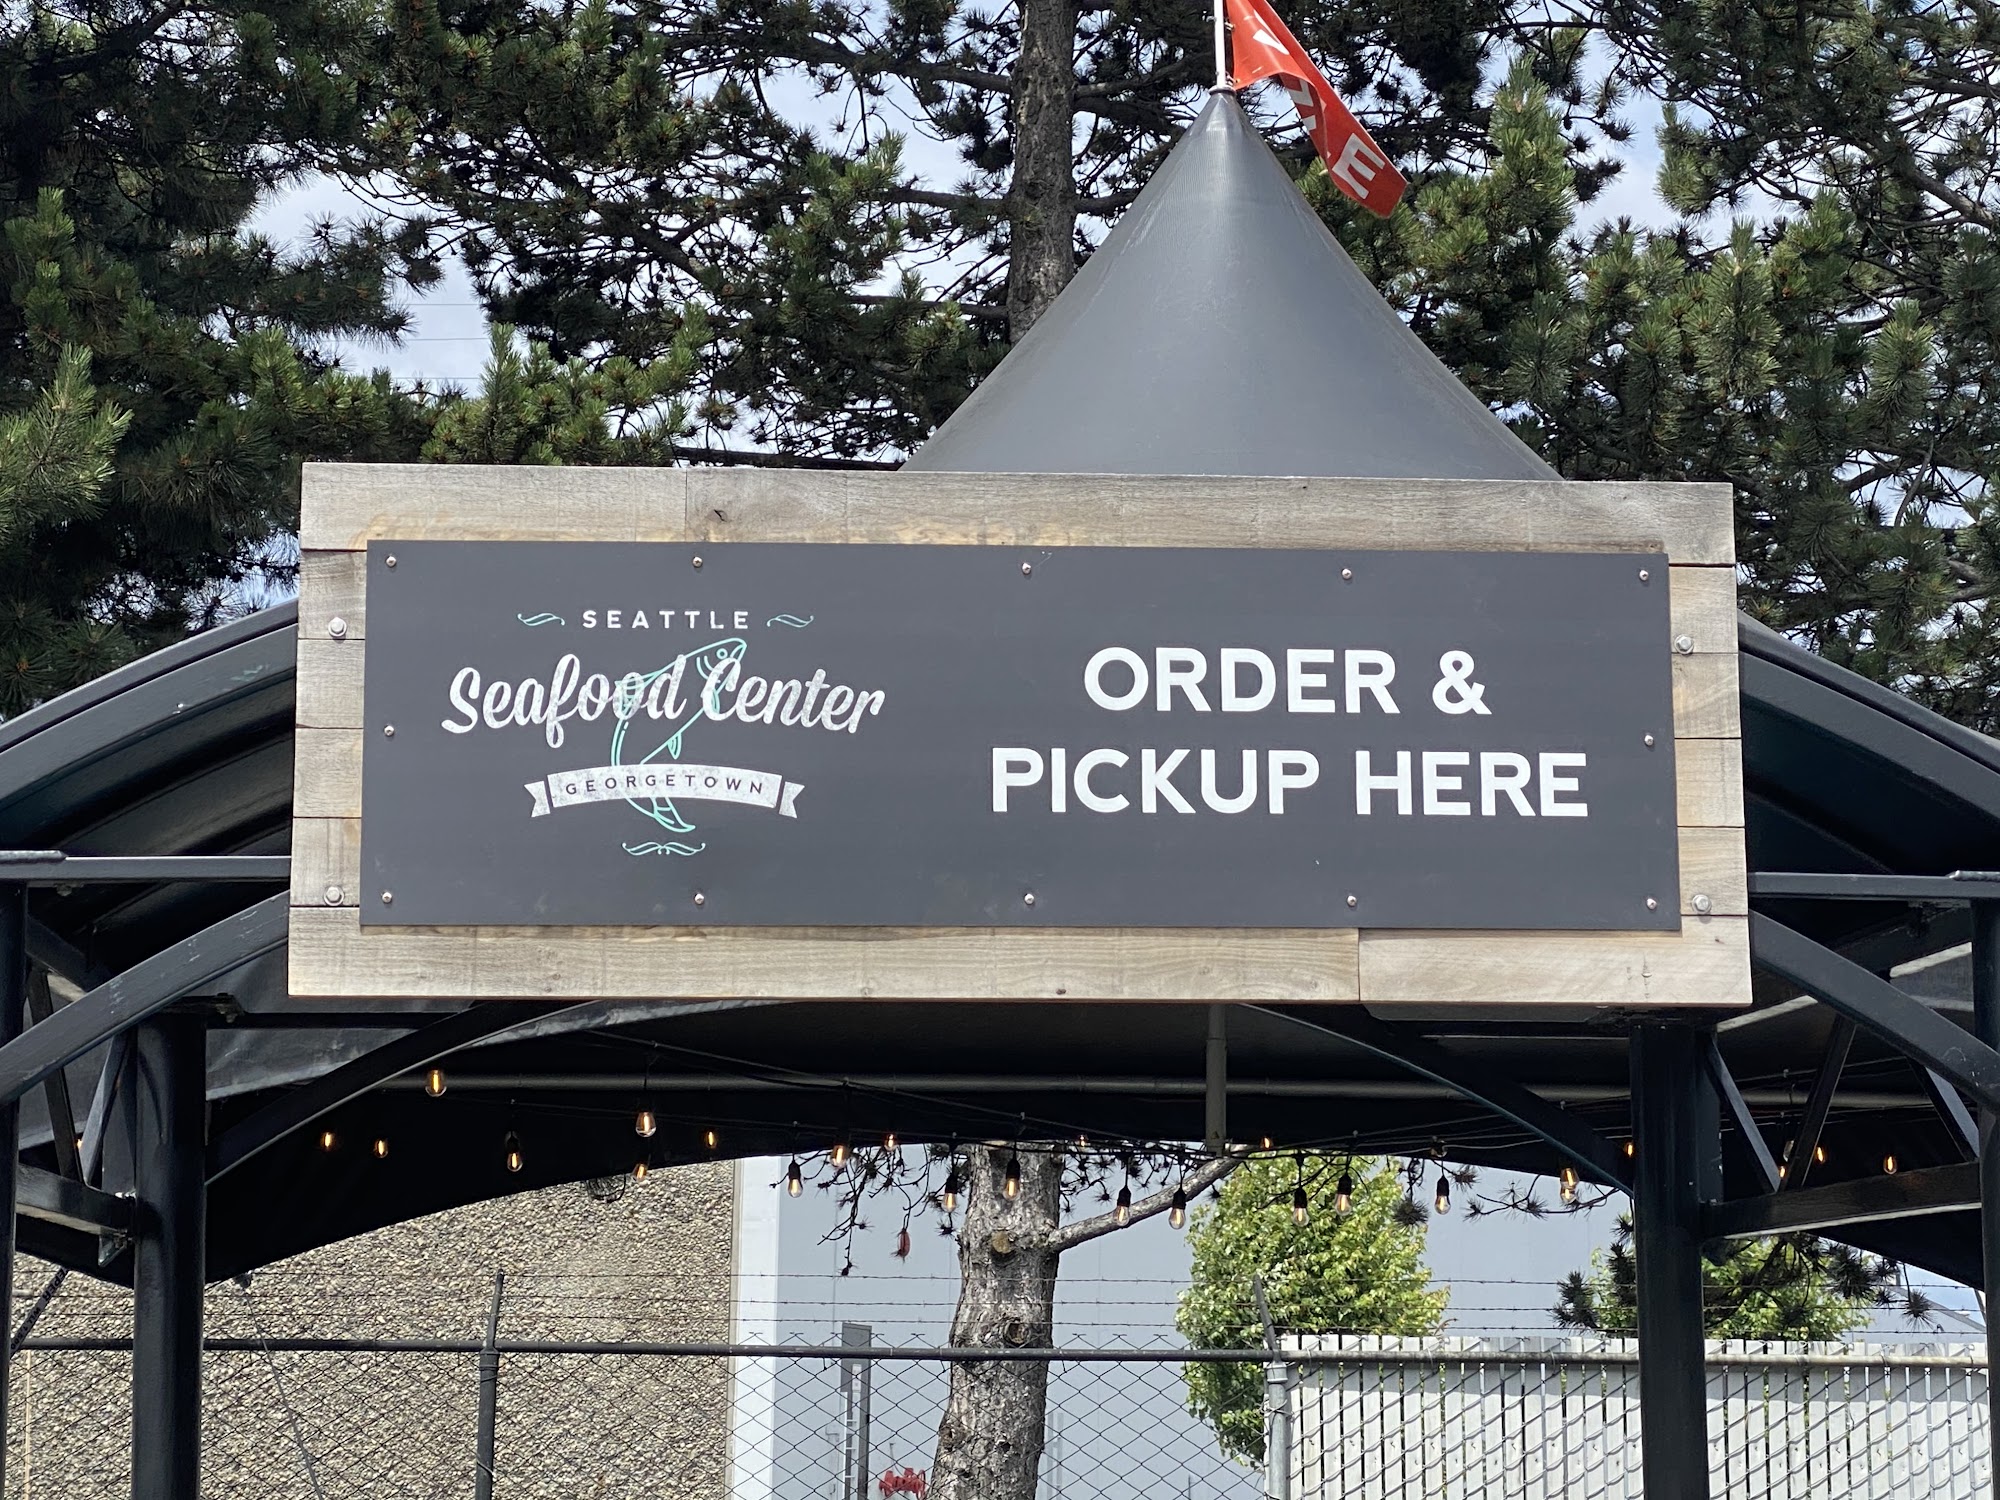 SEATTLE
Seafood Center
GEORGETOWN
ORDER &
PICKUP HERE